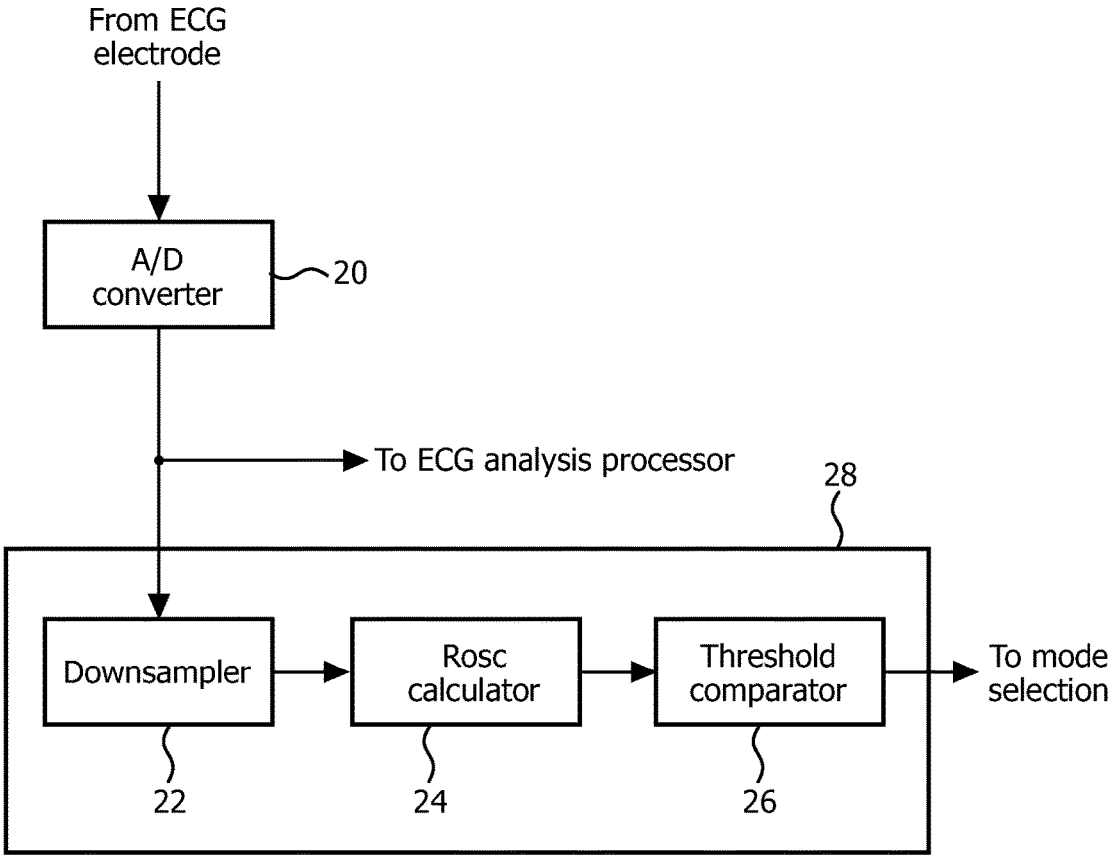 From ECG
electrode
A/D
converter
20
To ECG analysis processor
28
Downsampler
Rosc
calculator
Threshold
comparator
To mode
selection
22
24
26